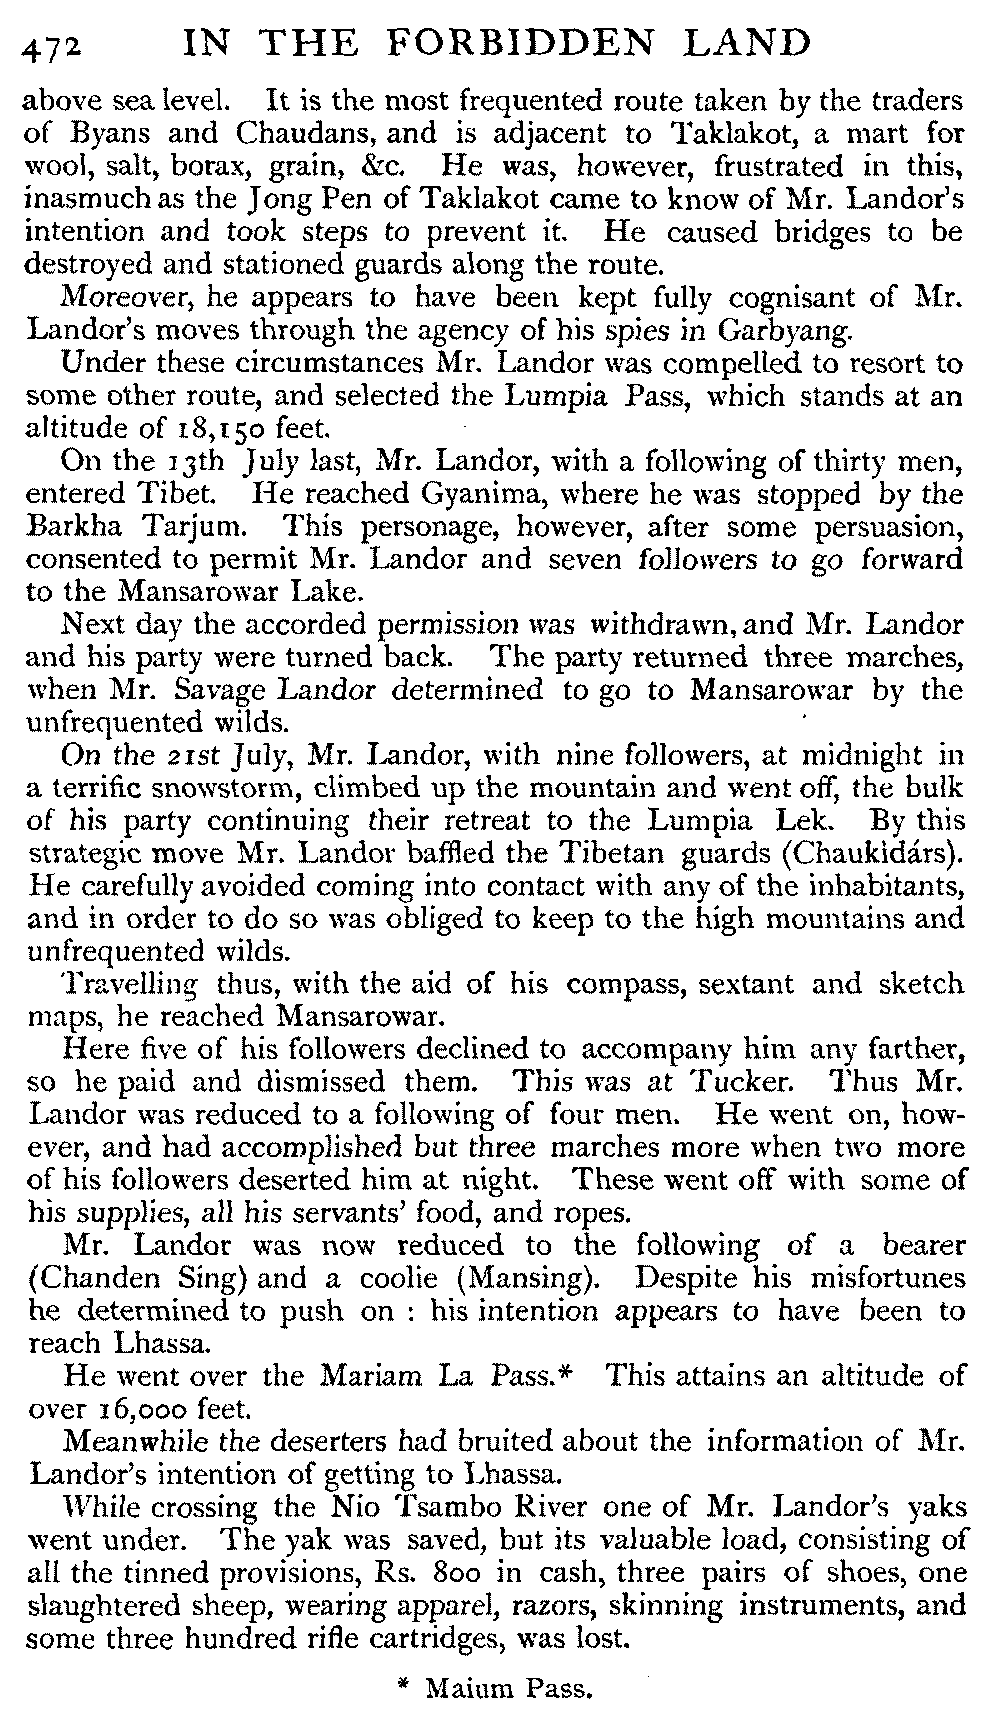 472 IN THE FORBIDDEN LAND
above sea level. It is the most frequented route taken by the traders
of Byans and Chaudans, and is adjacent to Taklakot, a mart for
wool, salt, borax, grain, &c. He was, however, frustrated in this,
inasmuch as the Jong Pen of Taklakot came to know of Mr. Landor's
intention and took steps to prevent it. He caused bridges to be
destroyed and stationed guards along the route.
Moreover, he appears to have been kept fully cognisant of Mr.
Landor's moves through the agency of his spies in Garbyang.
Under these circumstances Mr. Landor was compelled to resort to
some other route, and selected the Lumpia Pass, which stands at an
altitude of 18,150 feet.
On the 13th July last, Mr. Landor, with a following of thirty men,
entered Tibet. He reached Gyanima, where he was stopped by the
Barkha Tarjum. This personage, however, after some persuasion,
consented to permit Mr. Landor and seven followers to go forward
to the Mansarowar Lake.
Next day the accorded permission was withdrawn, and Mr. Landor
and his party were turned back. The party returned three marches,
when Mr. Savage Landor determined to go to Mansarowar by the
unfrequented wilds.
On the 21st July, Mr. Landor, with nine followers, at midnight in
a terrific snowstorm, climbed up the mountain and went off, the bulk
of his party continuing their retreat to the Lumpia Lek. By this
strategic move Mr. Landor baffled the Tibetan guards (Chaukidárs).
He carefully avoided coming into contact with any of the inhabitants,
and in order to do so was obliged to keep to the high mountains and
unfrequented wilds.
Travelling thus, with the aid of his compass, sextant and sketch
maps, he reached Mansarowar.
Here five of his followers declined to accompany him any farther,
so he paid and dismissed them. This was at Tucker. Thus Mr.
Landor was reduced to a following of four men. He went on, how-
ever, and had accomplished but three marches more when two more
of his followers deserted him at night. These went off with some of
his supplies, all his servants' food, and ropes.
Mr. Landor was now reduced to the following of a bearer
(Chanden Sing) and a coolie (Mansing). Despite his misfortunes
he determined to push on : his intention appears to have been to
reach Lhassa.
He went over the Mariam La Pass.* This attains an altitude of
over 16,000 feet.
Meanwhile the deserters had bruited about the information of Mr.
Landor's intention of getting to Lhassa.
While crossing the Nio Tsambo River one of Mr. Landor's yaks
went under. The yak was saved, but its valuable load, consisting of
all the tinned provisions, Rs. 800 in cash, three pairs of shoes, one
slaughtered sheep, wearing apparel, razors, skinning instruments, and
some three hundred rifle cartridges, was lost.
* Maium Pass.